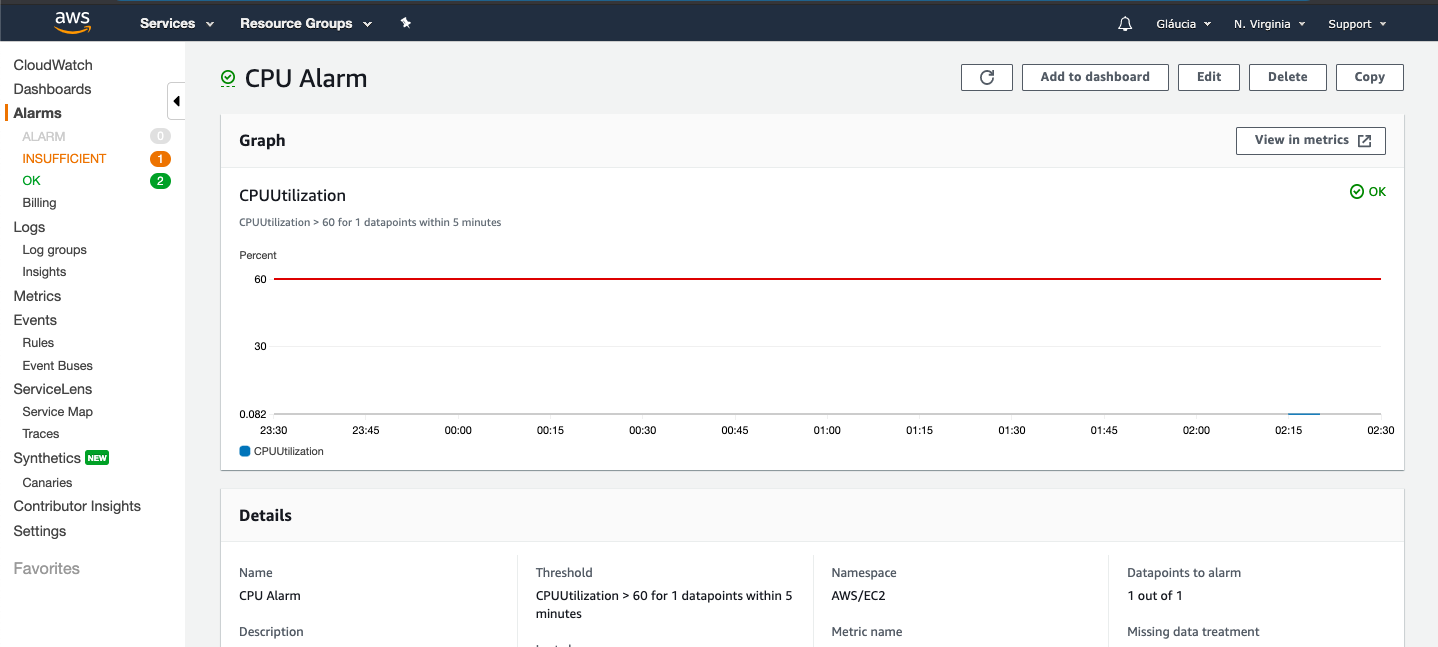 aws
Services
Resource Groups
Gláucia
N. Virginia
Support
CloudWatch
Dashboards
Alarms
ALARM 0
INSUFFICIENT 1
OK 2
Billing
Logs
Log groups
Insights
Metrics
Events
Rules
Event Buses
ServiceLens
Service Map
Traces
Synthetics NEW
Canaries
Contributor Insights
Settings
Favorites
CPU Alarm
Add to dashboard
Edit
Delete
Copy
Graph
View in metrics
CPUUtilization
OK
CPUUtilization > 60 for 1 datapoints within 5 minutes
Percent
60
30
0.082
23:30 23:45 00:00 00:15 00:30 00:45 01:00 01:15 01:30 01:45 02:00 02:15 02:30
CPUUtilization
Details
Name
CPU Alarm
Description
Threshold
CPUUtilization > 60 for 1 datapoints within 5
minutes
Namespace
AWS/EC2
Metric name
Datapoints to alarm
1 out of 1
Missing data treatment